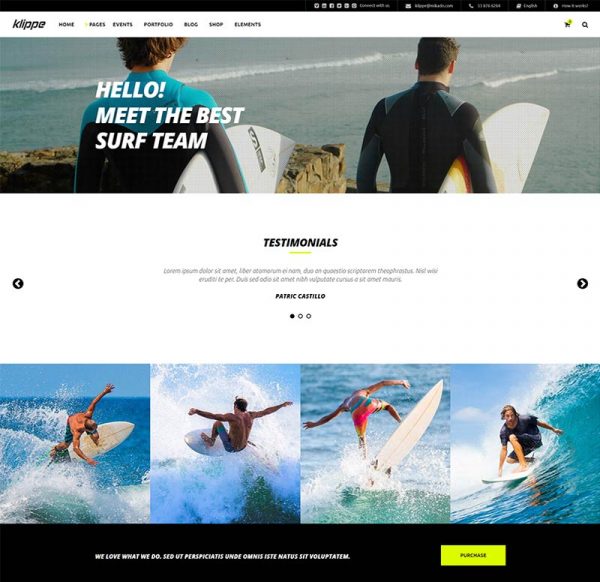 Connect with us klippe@mikado.com 11 876 6294 English How it works?
klippe HOME PAGES EVENTS PORTFOLIO BLOG SHOP ELEMENTS
HELLO!
MEET THE BEST
SURF TEAM
TESTIMONIALS
Lorem ipsum dolor sit amet, liber atomorum ei nam, duo an quaestio scriptorem theophrastus. Nisl wisi
eruditi te per. Duis sed odio sit amet nibh vulputate cursus a sit amet mauris.
PATRIC CASTILLO
WE LOVE WHAT WE DO. SED UT PERSPICIATIS UNDE OMNIS ISTE NATUS SIT VOLUPTATEM.
PURCHASE